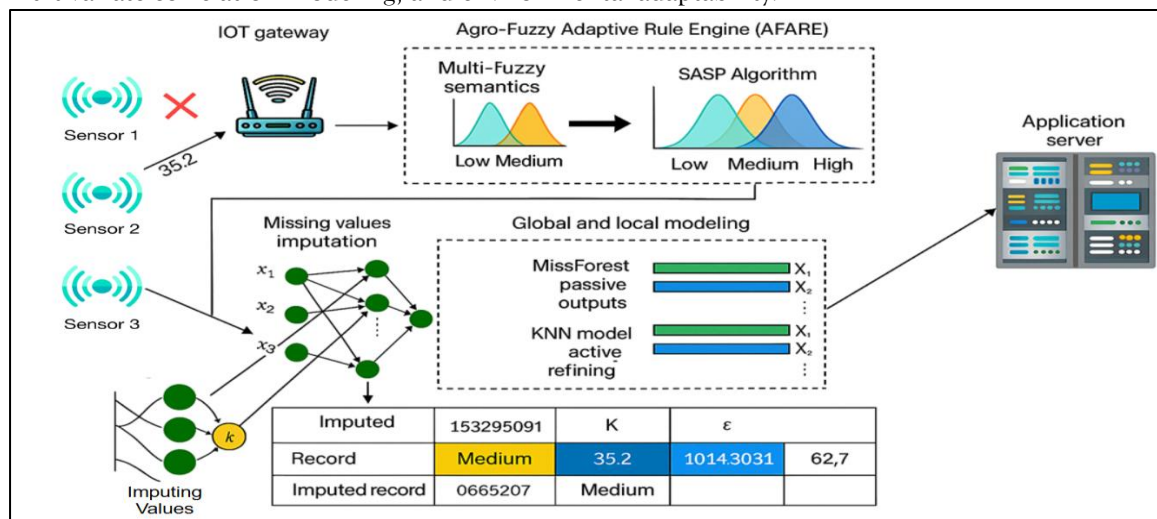 IOT gateway
Agro-Fuzzy Adaptive Rule Engine (AFARE)
Multi-Fuzzy
semantics
SASP Algorithm
Low Medium
Low Medium High
Sensor 1
35.2
Sensor 2
Sensor 3
Application
server
Missing values
imputation
x1
x2
x3
Global and local modeling
MissForest
passive
outputs
X1
X2
KNN model
active
refining
X1
X2
k
Imputing
Values
Imputed 153295091 K ε
Record Medium 35.2 1014.3031 62,7
Imputed record 0665207 Medium